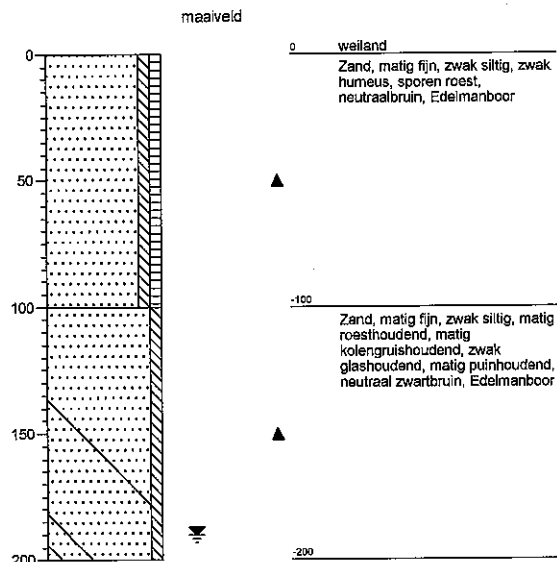 maaiveld
0
0
weiland
Zand, matig fijn, zwak siltig, zwak
humeus, sporen roest,
neutraalbruin, Edelmanboor
50
100
-100
Zand, matig fijn, zwak siltig, matig
roesthoudend, matig
kolengruishoudend, zwak
glashoudend, matig puinhoudend,
neutraal zwartbruin, Edelmanboor
150
200
-200